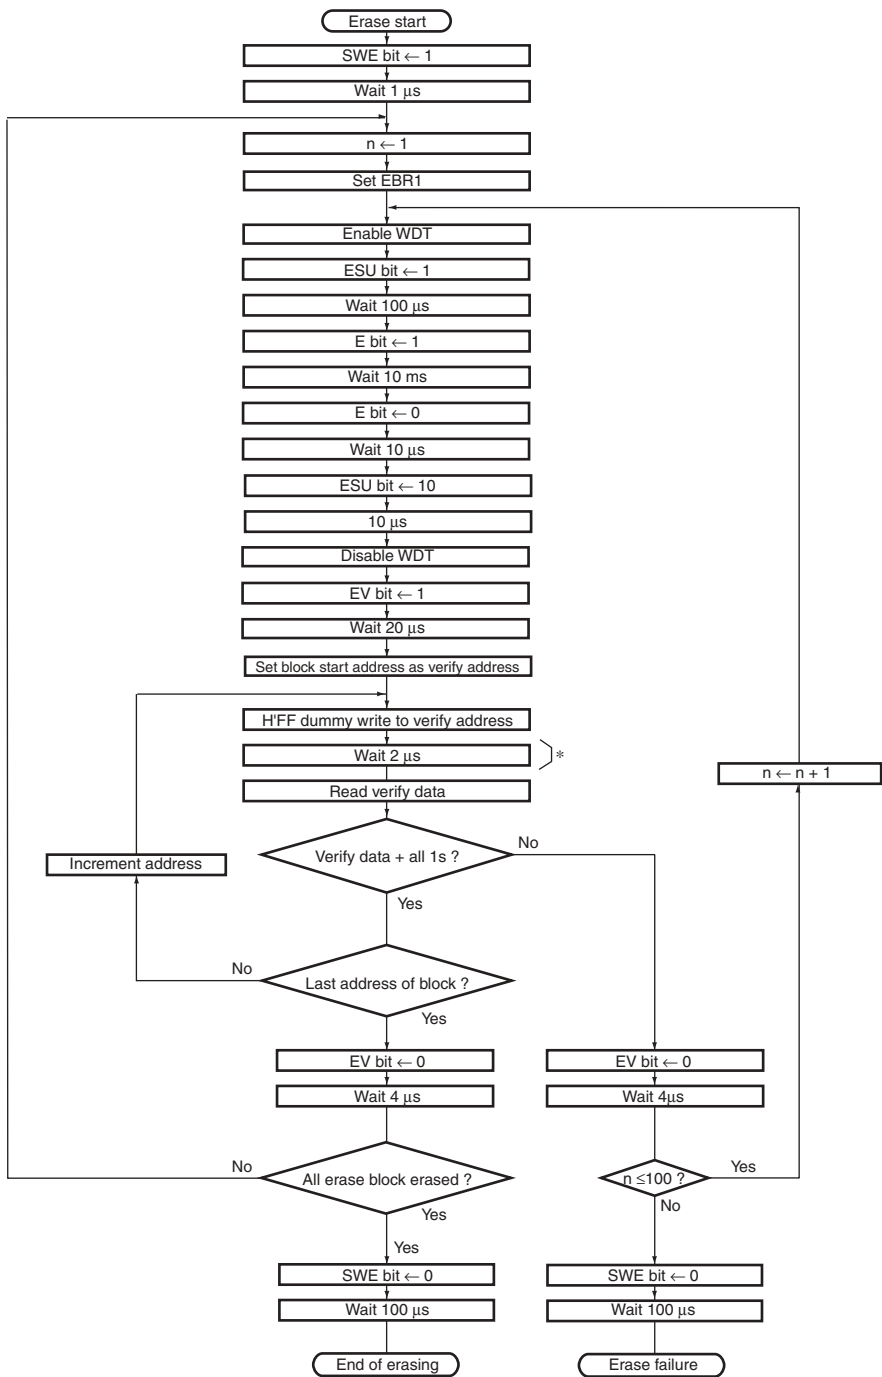 Erase start
SWE bit ← 1
Wait 1 µs
n ← 1
Set EBR1
Enable WDT
ESU bit ← 1
Wait 100 µs
E bit ← 1
Wait 10 ms
E bit ← 0
Wait 10 µs
ESU bit ← 10
10 µs
Disable WDT
EV bit ← 1
Wait 20 µs
Set block start address as verify address
H'FF dummy write to verify address
Wait 2 µs
*
n ← n + 1
Read verify data
No
Verify data + all 1s ?
Increment address
Yes
No
Last address of block ?
Yes
EV bit ← 0
EV bit ← 0
Wait 4 µs
Wait 4µs
No
All erase block erased ?
n ≤100 ?
Yes
Yes
No
Yes
SWE bit ← 0
SWE bit ← 0
Wait 100 µs
Wait 100 µs
End of erasing
Erase failure